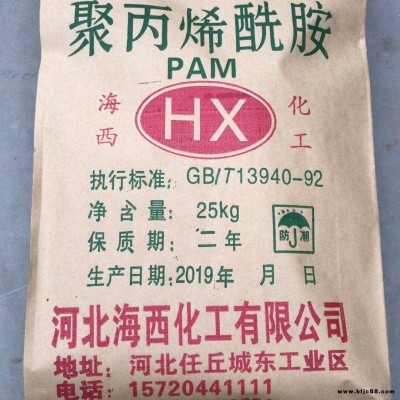 聚丙烯酰胺
PAM
海西 HX 化工
执行标准：GB/T13940-92
净含量：25kg
保质期：二年
防潮
生产日期：2019年 月 日
河北海西化工有限公司
地址：河北任丘城东工业区
电话：15720441111
www.bfjc88.com